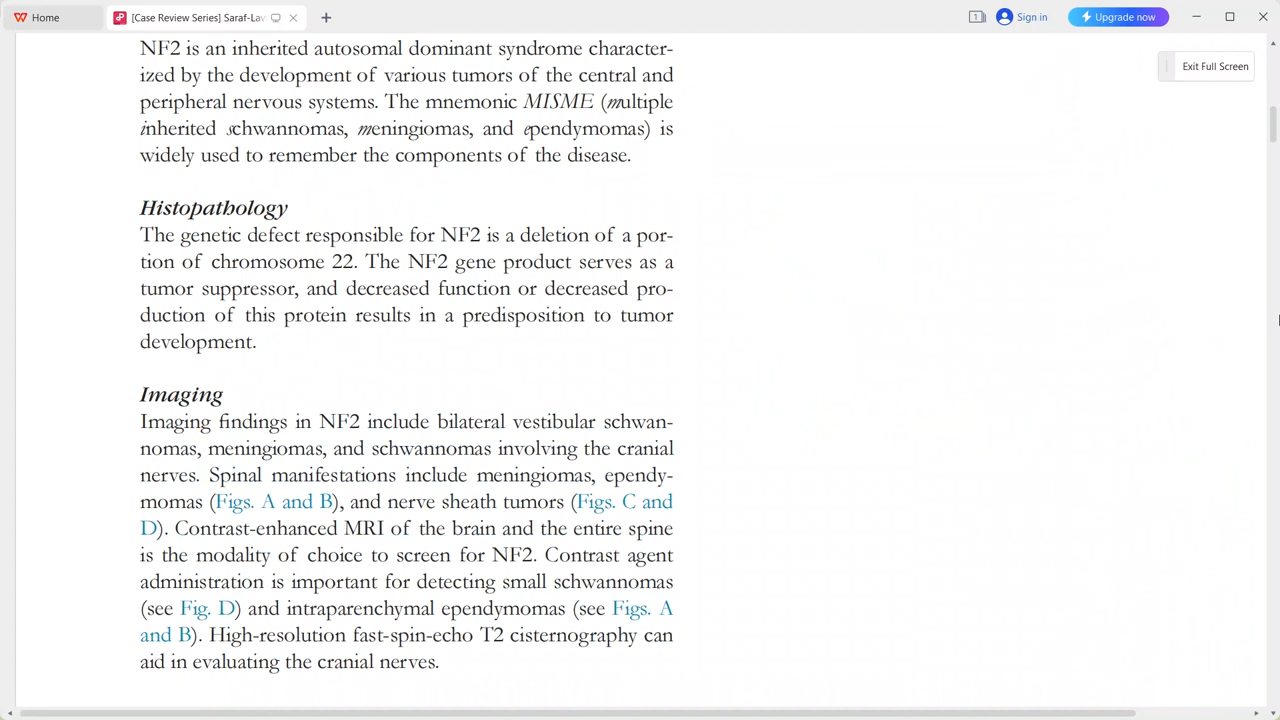 Home
[Case Review Series] Saraf-Lav
Sign in
Upgrade now
Exit Full Screen
NF2 is an inherited autosomal dominant syndrome character-
ized by the development of various tumors of the central and
peripheral nervous systems. The mnemonic MISME (multiple
inherited schwannomas, meningiomas, and ependymomas) is
widely used to remember the components of the disease.
Histopathology
The genetic defect responsible for NF2 is a deletion of a por-
tion of chromosome 22. The NF2 gene product serves as a
tumor suppressor, and decreased function or decreased pro-
duction of this protein results in a predisposition to tumor
development.
Imaging
Imaging findings in NF2 include bilateral vestibular schwan-
nomas, meningiomas, and schwannomas involving the cranial
nerves. Spinal manifestations include meningiomas, ependy-
momas (Figs. A and B), and nerve sheath tumors (Figs. C and
D). Contrast-enhanced MRI of the brain and the entire spine
is the modality of choice to screen for NF2. Contrast agent
administration is important for detecting small schwannomas
(see Fig. D) and intraparenchymal ependymomas (see Figs. A
and B). High-resolution fast-spin-echo T2 cisternography can
aid in evaluating the cranial nerves.